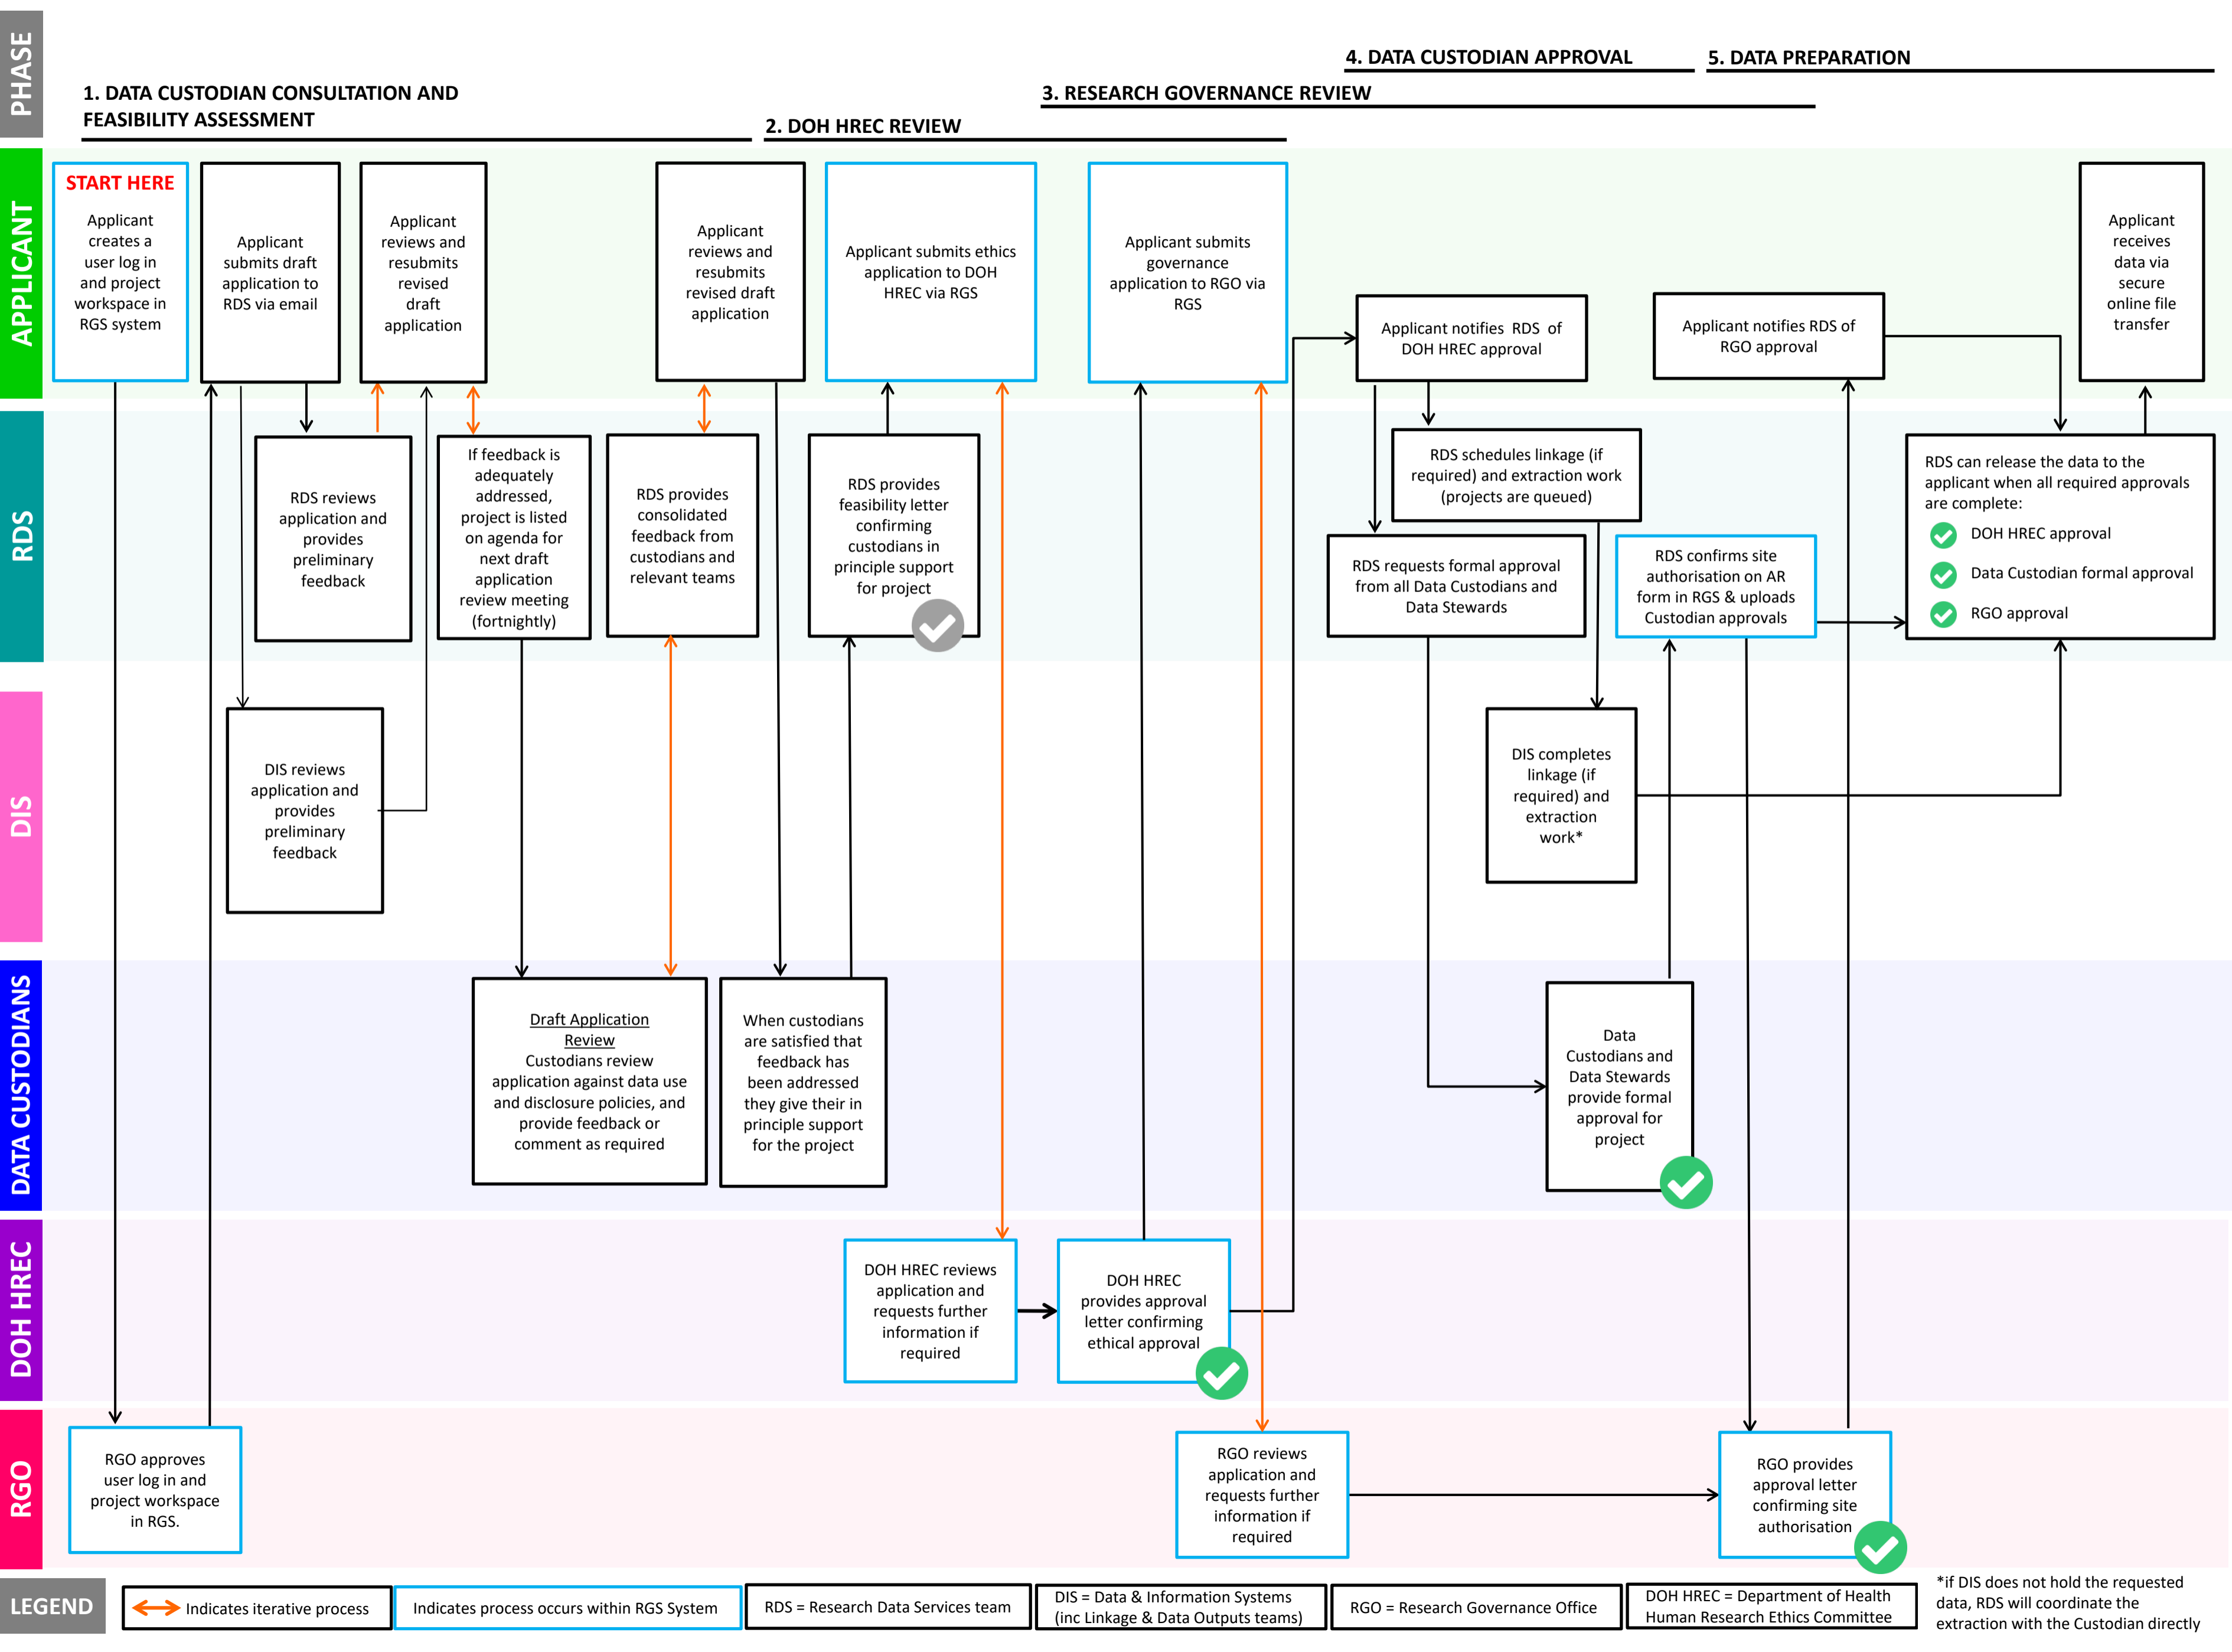 PHASE
1. DATA CUSTODIAN CONSULTATION AND
FEASIBILITY ASSESSMENT
2. DOH HREC REVIEW
3. RESEARCH GOVERNANCE REVIEW
4. DATA CUSTODIAN APPROVAL
5. DATA PREPARATION
APPLICANT
START HERE
Applicant
creates a
user log in
and project
workspace in
RGS system
Applicant
submits draft
application to
RDS via email
Applicant
reviews and
resubmits
revised
draft
application
Applicant
reviews and
resubmits
revised draft
application
Applicant submits ethics
application to DOH
HREC via RGS
Applicant submits
governance
application to RGO via
RGS
Applicant notifies RDS of
DOH HREC approval
Applicant notifies RDS of
RGO approval
Applicant
receives
data via
secure
online file
transfer
RDS
RDS reviews
application and
provides
preliminary
feedback
If feedback is
adequately
addressed,
project is listed
on agenda for
next draft
application
review meeting
(fortnightly)
RDS provides
consolidated
feedback from
custodians and
relevant teams
RDS provides
feasibility letter
confirming
custodians in
principle support
for project
RDS schedules linkage (if
required) and extraction work
(projects are queued)
RDS requests formal approval
from all Data Custodians and
Data Stewards
RDS confirms site
authorisation on AR
form in RGS & uploads
Custodian approvals
RDS can release the data to the
applicant when all required approvals
are complete:
DOH HREC approval
Data Custodian formal approval
RGO approval
DIS
DIS reviews
application and
provides
preliminary
feedback
DIS completes
linkage (if
required) and
extraction
work*
DATA CUSTODIANS
Draft Application
Review
Custodians review
application against data use
and disclosure policies, and
provide feedback or
comment as required
When custodians
are satisfied that
feedback has
been addressed
they give their in
principle support
for the project
Data
Custodians and
Data Stewards
provide formal
approval for
project
DOH HREC
DOH HREC reviews
application and
requests further
information if
required
DOH HREC
provides approval
letter confirming
ethical approval
RGO
RGO approves
user log in and
project workspace
in RGS.
RGO reviews
application and
requests further
information if
required
RGO provides
approval letter
confirming site
authorisation
LEGEND
Indicates iterative process
Indicates process occurs within RGS System
RDS = Research Data Services team
DIS = Data & Information Systems
(inc Linkage & Data Outputs teams)
RGO = Research Governance Office
DOH HREC = Department of Health
Human Research Ethics Committee
*if DIS does not hold the requested
data, RDS will coordinate the
extraction with the Custodian directly